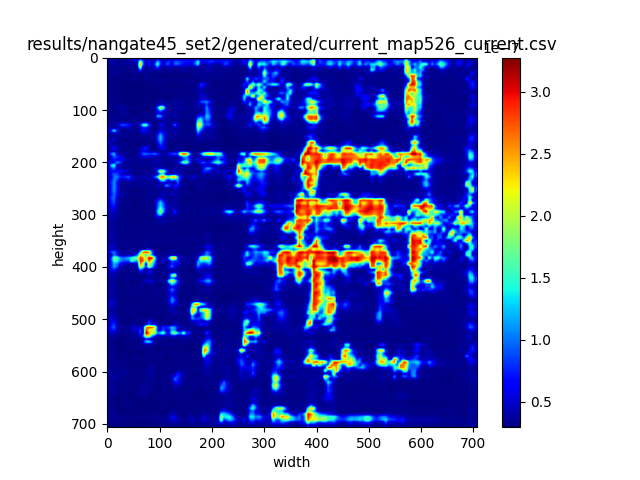 results/nangate45_set2/generated/current_map526_current.csv
1e−7
0
100
200
300
400
500
600
700
height
0 100 200 300 400 500 600 700
width
3.0
2.5
2.0
1.5
1.0
0.5